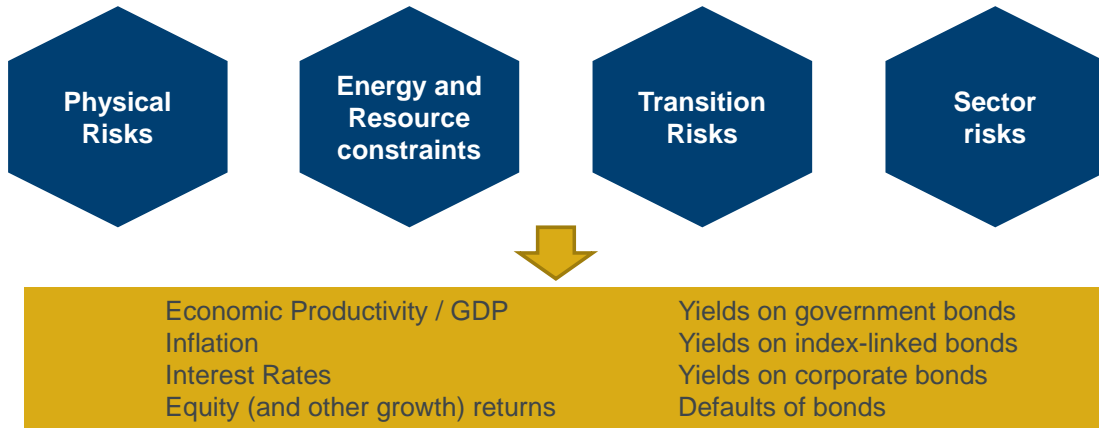 Physical
Risks
Energy and
Resource
constraints
Transition
Risks
Sector
risks
Economic Productivity / GDP
Inflation
Interest Rates
Equity (and other growth) returns
Yields on government bonds
Yields on index-linked bonds
Yields on corporate bonds
Defaults of bonds